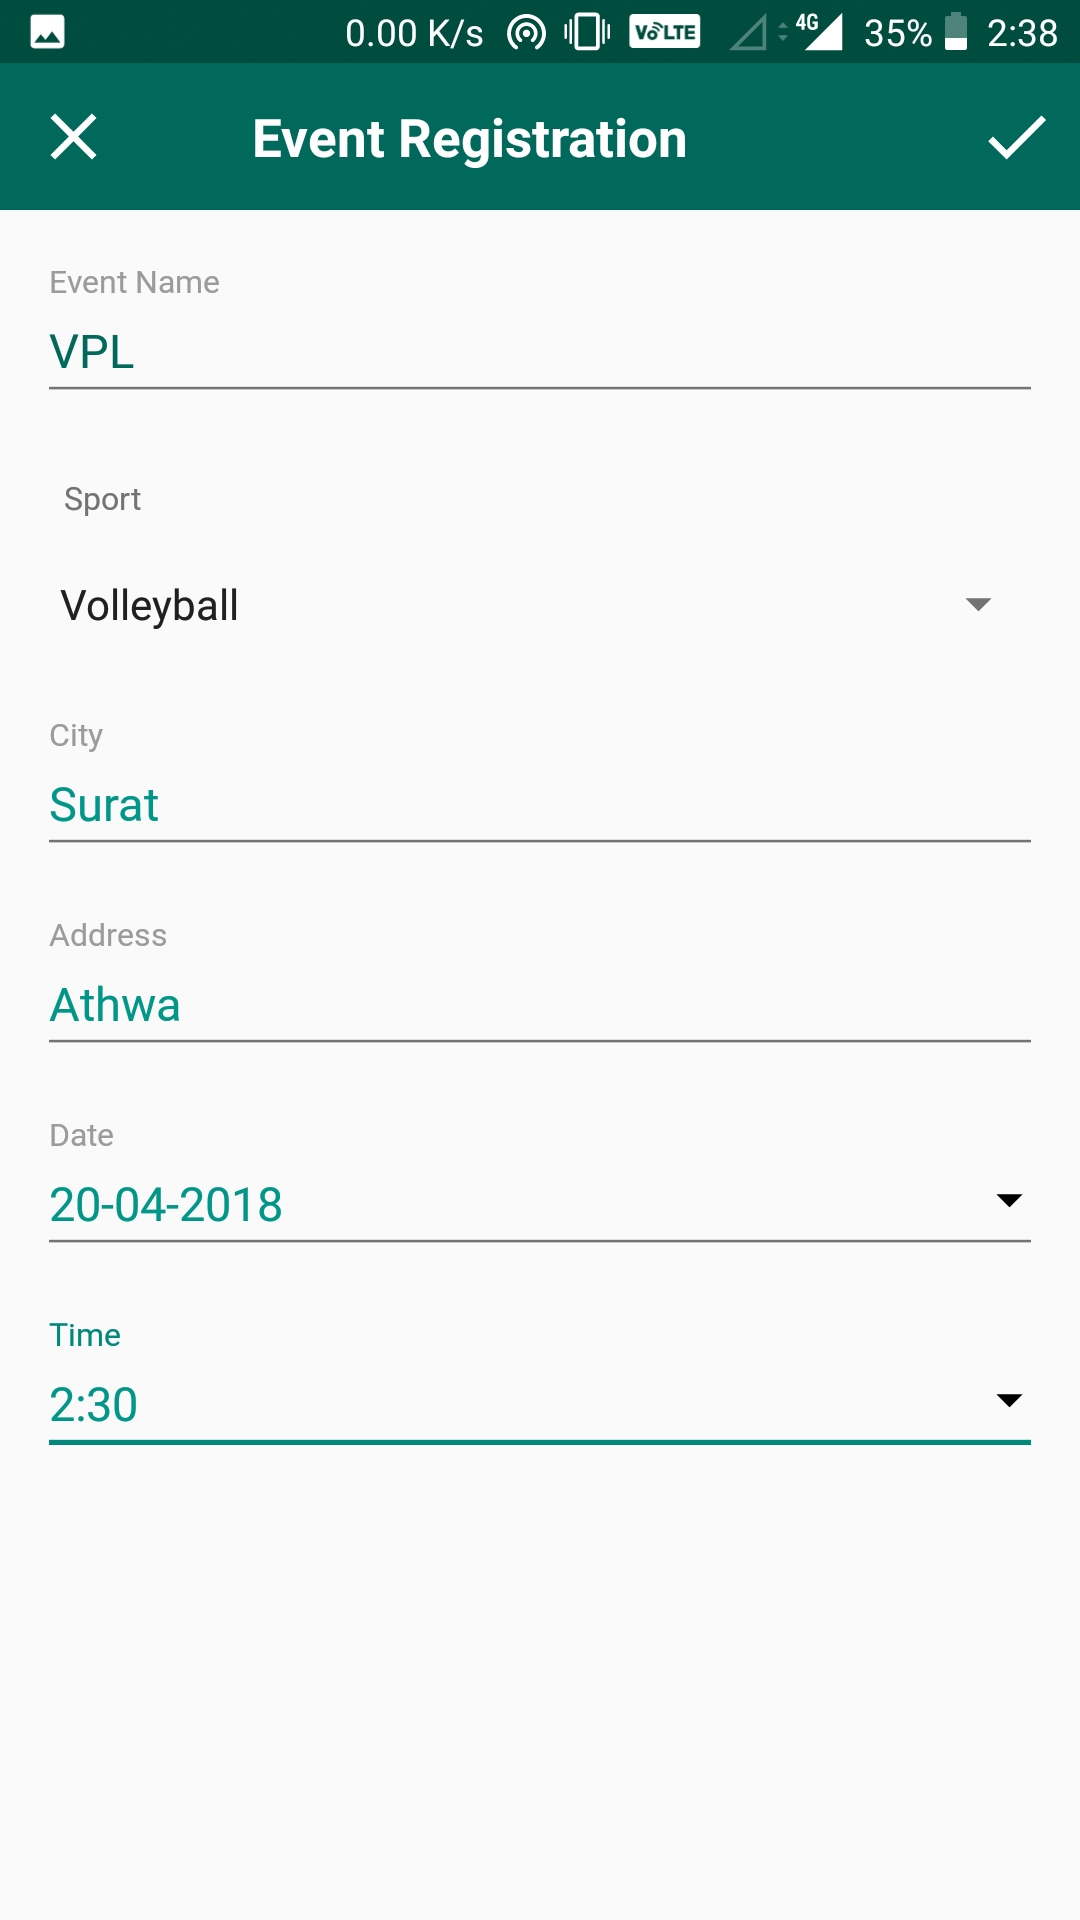 0.00 K/s VoLTE 4G 35% 2:38
Event Registration
Event Name
VPL
Sport
Volleyball
City
Surat
Address
Athwa
Date
20-04-2018
Time
2:30